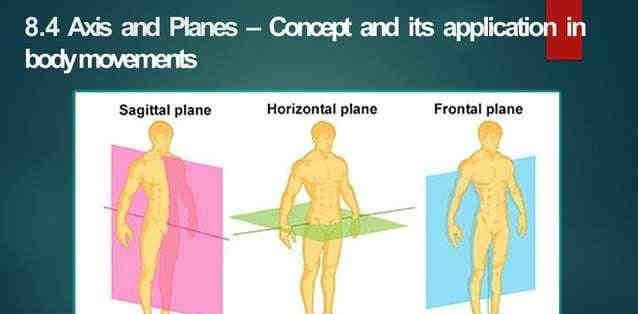 8.4 Axis and Planes – Concept and its application in
body movements
Sagittal plane
Horizontal plane
Frontal plane